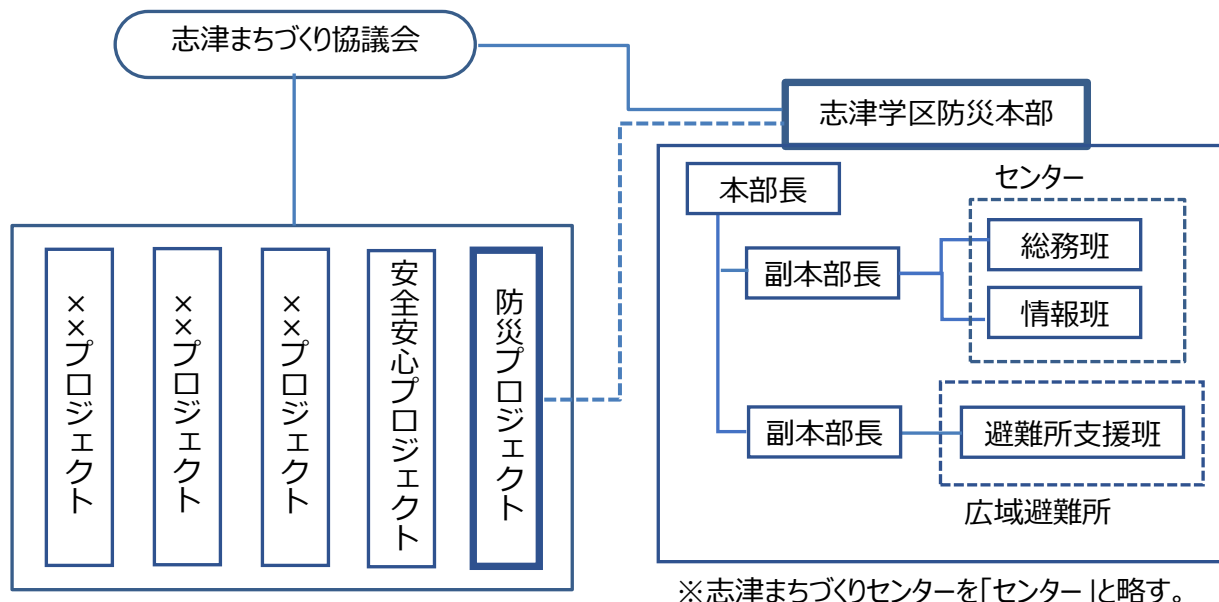 志津まちづくり協議会
志津学区防災本部
××プロジェクト
××プロジェクト
××プロジェクト
安全安心プロジェクト
防災プロジェクト
本部長
センター
副本部長
総務班
情報班
副本部長
避難所支援班
広域避難所
※志津まちづくりセンターを「センター」と略す。